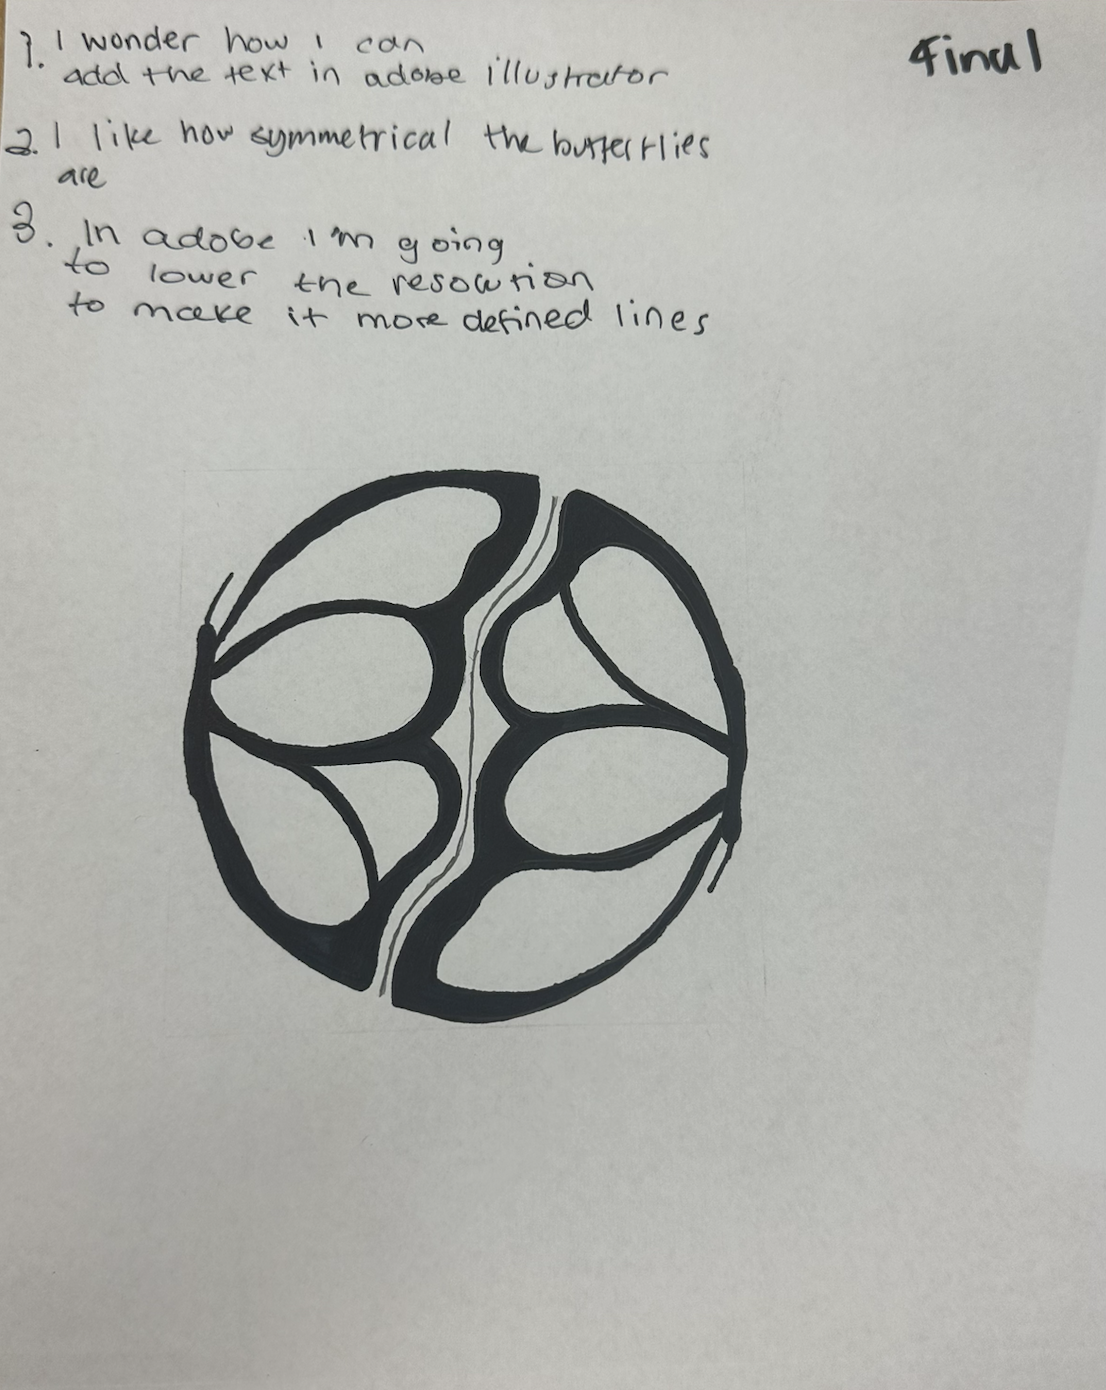 1. I wonder how i can
add the text in adobe illustrator
Final
2. I like how symmetrical the butterflies
are
3. In adobe I'm going
to lower the resolution
to make it more defined lines